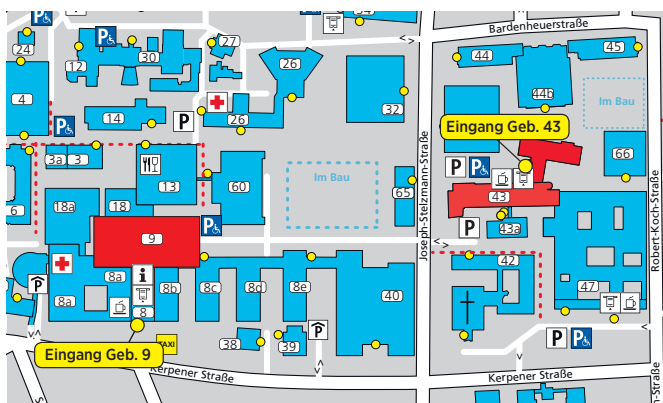 34
Bardenheuerstraße
24
P
P
12
30
27
26
44
45
44b
4
32
Im Bau
14
26
P
P
Eingang Geb. 43
66
3a
3
13
60
Im Bau
65
P
P
43
6
18a
18
P
9
P
43a
Joseph-Stelzmann-Straße
Robert-Koch-Straße
8a
8a
i
8b
8c
8d
8e
40
42
47
8
P
Eingang Geb. 9
TAXI
38
39
P
P
P
Kerpener Straße
Kerpener Straße